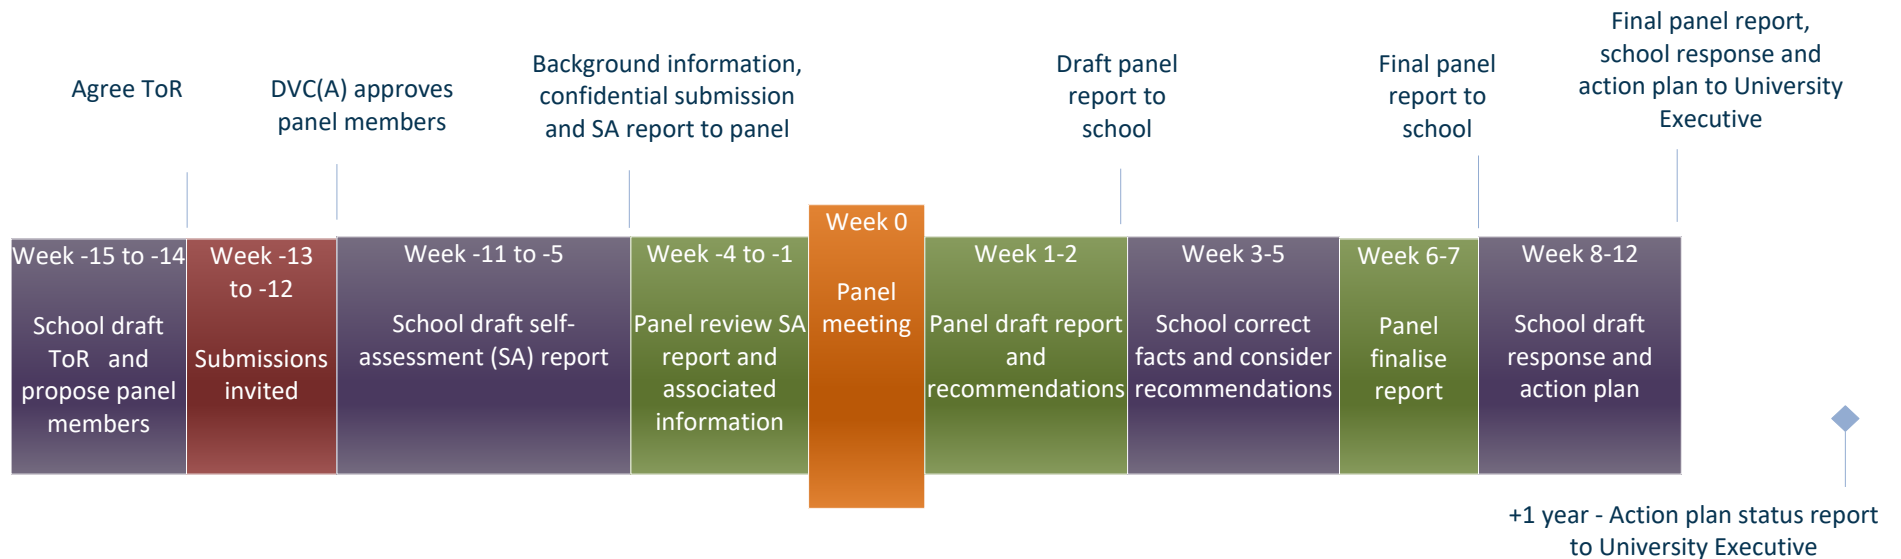 Agree ToR
DVC(A) approves
panel members
Background information,
confidential submission
and SA report to panel
Draft panel
report to
school
Final panel
report to
school
Final panel report,
school response and
action plan to University
Executive
Week -15 to -14
School draft
ToR and
propose panel
members
Week -13
to -12
Submissions
invited
Week -11 to -5
School draft self-
assessment (SA) report
Week -4 to -1
Panel review SA
report and
associated
information
Week 0
Panel
meeting
Week 1-2
Panel draft report
and
recommendations
Week 3-5
School correct
facts and consider
recommendations
Week 6-7
Panel
finalise
report
Week 8-12
School draft
response and
action plan
+1 year - Action plan status report
to University Executive